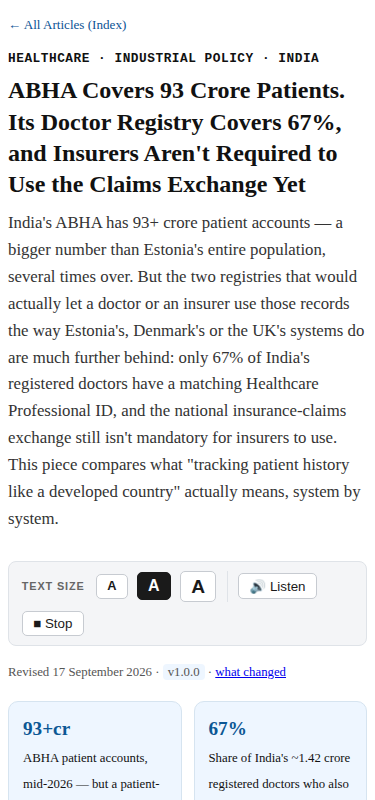 ← All Articles (Index)
HEALTHCARE · INDUSTRIAL POLICY · INDIA
ABHA Covers 93 Crore Patients.
Its Doctor Registry Covers 67%,
and Insurers Aren't Required to
Use the Claims Exchange Yet
India's ABHA has 93+ crore patient accounts — a
bigger number than Estonia's entire population,
several times over. But the two registries that would
actually let a doctor or an insurer use those records
the way Estonia's, Denmark's or the UK's systems do
are much further behind: only 67% of India's
registered doctors have a matching Healthcare
Professional ID, and the national insurance-claims
exchange still isn't mandatory for insurers to use.
This piece compares what "tracking patient history
like a developed country" actually means, system by
system.
TEXT SIZE A A A 🔊 Listen
■ Stop
Revised 17 September 2026 · v1.0.0 · what changed
93+cr
ABHA patient accounts,
mid-2026 — but a patient-
67%
Share of India's ~1.42 crore
registered doctors who also